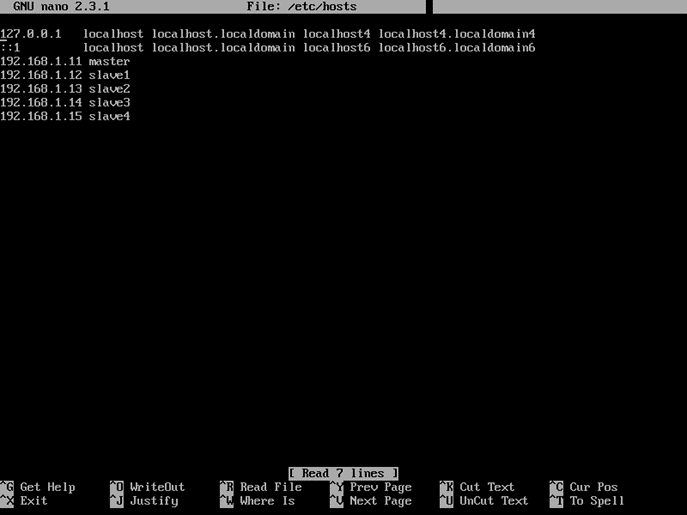 GNU nano 2.3.1 File: /etc/hosts
127.0.0.1 localhost localhost.localdomain localhost4 localhost4.localdomain4
::1 localhost localhost.localdomain localhost6 localhost6.localdomain6
192.168.1.11 master
192.168.1.12 slave1
192.168.1.13 slave2
192.168.1.14 slave3
192.168.1.15 slave4
[ Read 7 lines ]
^G Get Help ^O WriteOut ^R Read File ^Y Prev Page ^K Cut Text ^C Cur Pos
^X Exit ^J Justify ^W Where Is ^V Next Page ^U UnCut Text ^T To Spell